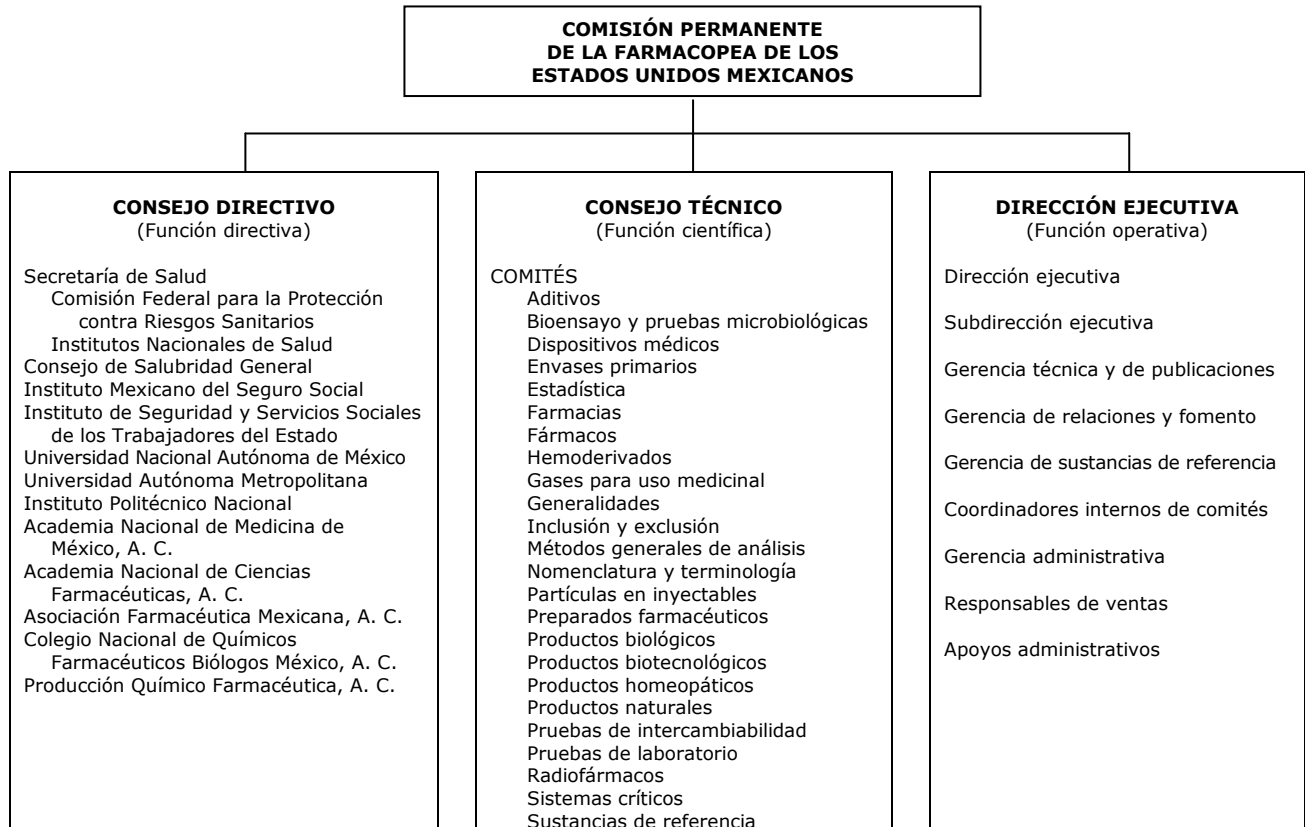 COMISIÓN PERMANENTE
DE LA FARMACOPEA DE LOS
ESTADOS UNIDOS MEXICANOS
CONSEJO DIRECTIVO
(Función directiva)
Secretaría de Salud
Comisión Federal para la Protección
contra Riesgos Sanitarios
Institutos Nacionales de Salud
Consejo de Salubridad General
Instituto Mexicano del Seguro Social
Instituto de Seguridad y Servicios Sociales
de los Trabajadores del Estado
Universidad Nacional Autónoma de México
Universidad Autónoma Metropolitana
Instituto Politécnico Nacional
Academia Nacional de Medicina de
México, A. C.
Academia Nacional de Ciencias
Farmacéuticas, A. C.
Asociación Farmacéutica Mexicana, A. C.
Colegio Nacional de Químicos
Farmacéuticos Biólogos México, A. C.
Producción Químico Farmacéutica, A. C.
CONSEJO TÉCNICO
(Función científica)
COMITÉS
Aditivos
Bioensayo y pruebas microbiológicas
Dispositivos médicos
Envases primarios
Estadística
Farmacias
Fármacos
Hemoderivados
Gases para uso medicinal
Generalidades
Inclusión y exclusión
Métodos generales de análisis
Nomenclatura y terminología
Partículas en inyectables
Preparados farmacéuticos
Productos biológicos
Productos biotecnológicos
Productos homeopáticos
Productos naturales
Pruebas de intercambiabilidad
Pruebas de laboratorio
Radiofármacos
Sistemas críticos
Sustancias de referencia
DIRECCIÓN EJECUTIVA
(Función operativa)
Dirección ejecutiva
Subdirección ejecutiva
Gerencia técnica y de publicaciones
Gerencia de relaciones y fomento
Gerencia de sustancias de referencia
Coordinadores internos de comités
Gerencia administrativa
Responsables de ventas
Apoyos administrativos